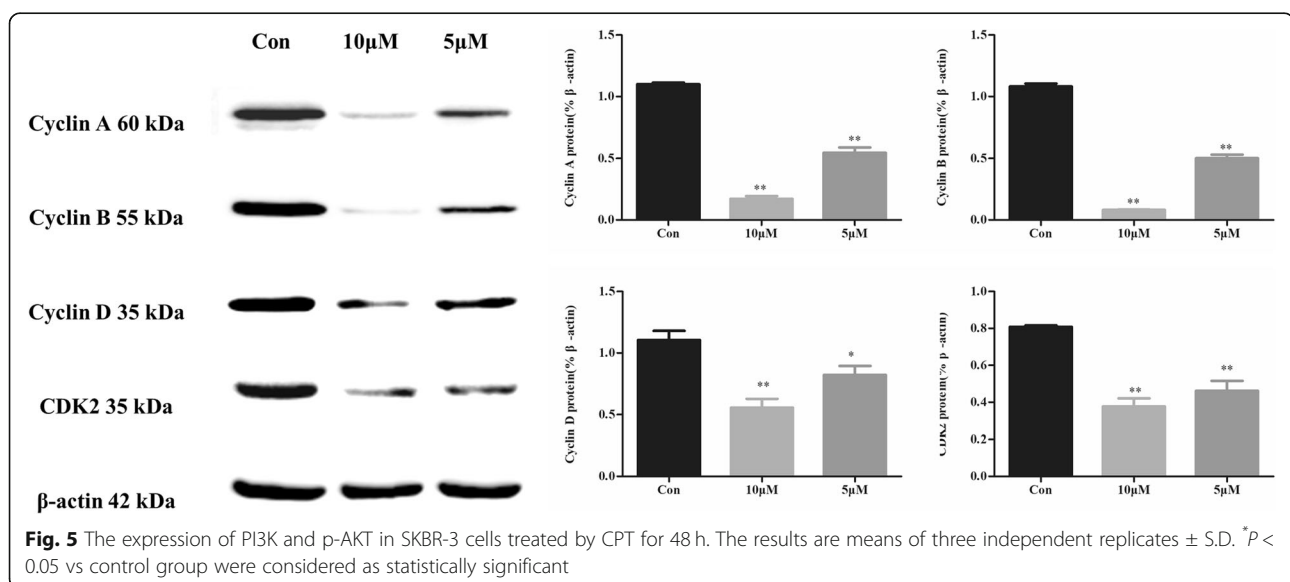 Con 10μM 5μM
Cyclin A 60 kDa
Cyclin B 55 kDa
Cyclin D 35 kDa
CDK2 35 kDa
β-actin 42 kDa
Cyclin A protein(% β -actin)
1.5
1.0
0.5
0.0
**
**
Con 10μM 5μM
Cyclin B protein(% β -actin)
1.5
1.0
0.5
0.0
**
**
Con 10μM 5μM
Cyclin D protein(% β -actin)
1.5
1.0
0.5
0.0
**
*
Con 10μM 5μM
CDK2 protein(% β -actin)
0.8
0.6
0.4
0.2
0.0
**
**
Con 10μM 5μM
Fig. 5 The expression of PI3K and p-AKT in SKBR-3 cells treated by CPT for 48 h. The results are means of three independent replicates ± S.D. *P <
0.05 vs control group were considered as statistically significant